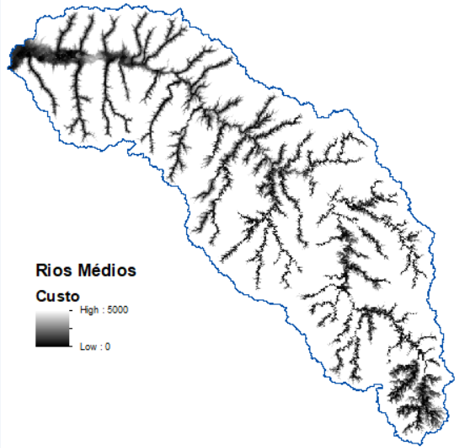 Rios Médios
Custo
High : 5000
Low : 0